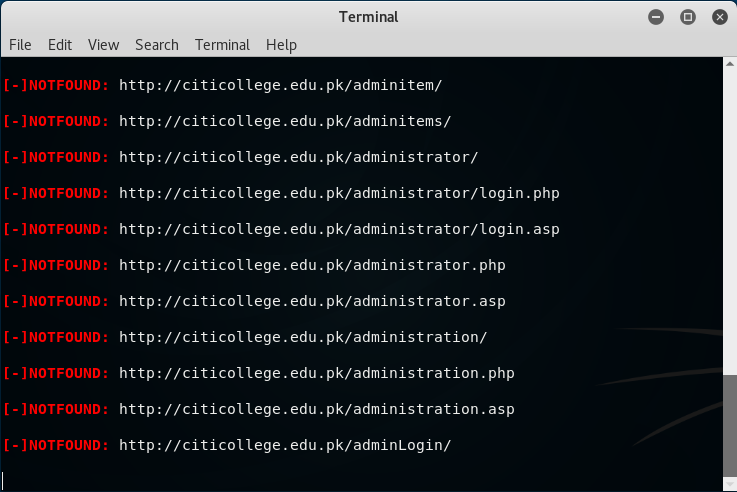 Terminal
File Edit View Search Terminal Help
[-]NOTFOUND: http://citicollege.edu.pk/adminitem/
[-]NOTFOUND: http://citicollege.edu.pk/adminitems/
[-]NOTFOUND: http://citicollege.edu.pk/administrator/
[-]NOTFOUND: http://citicollege.edu.pk/administrator/login.php
[-]NOTFOUND: http://citicollege.edu.pk/administrator/login.asp
[-]NOTFOUND: http://citicollege.edu.pk/administrator.php
[-]NOTFOUND: http://citicollege.edu.pk/administrator.asp
[-]NOTFOUND: http://citicollege.edu.pk/administration/
[-]NOTFOUND: http://citicollege.edu.pk/administration.php
[-]NOTFOUND: http://citicollege.edu.pk/administration.asp
[-]NOTFOUND: http://citicollege.edu.pk/adminLogin/